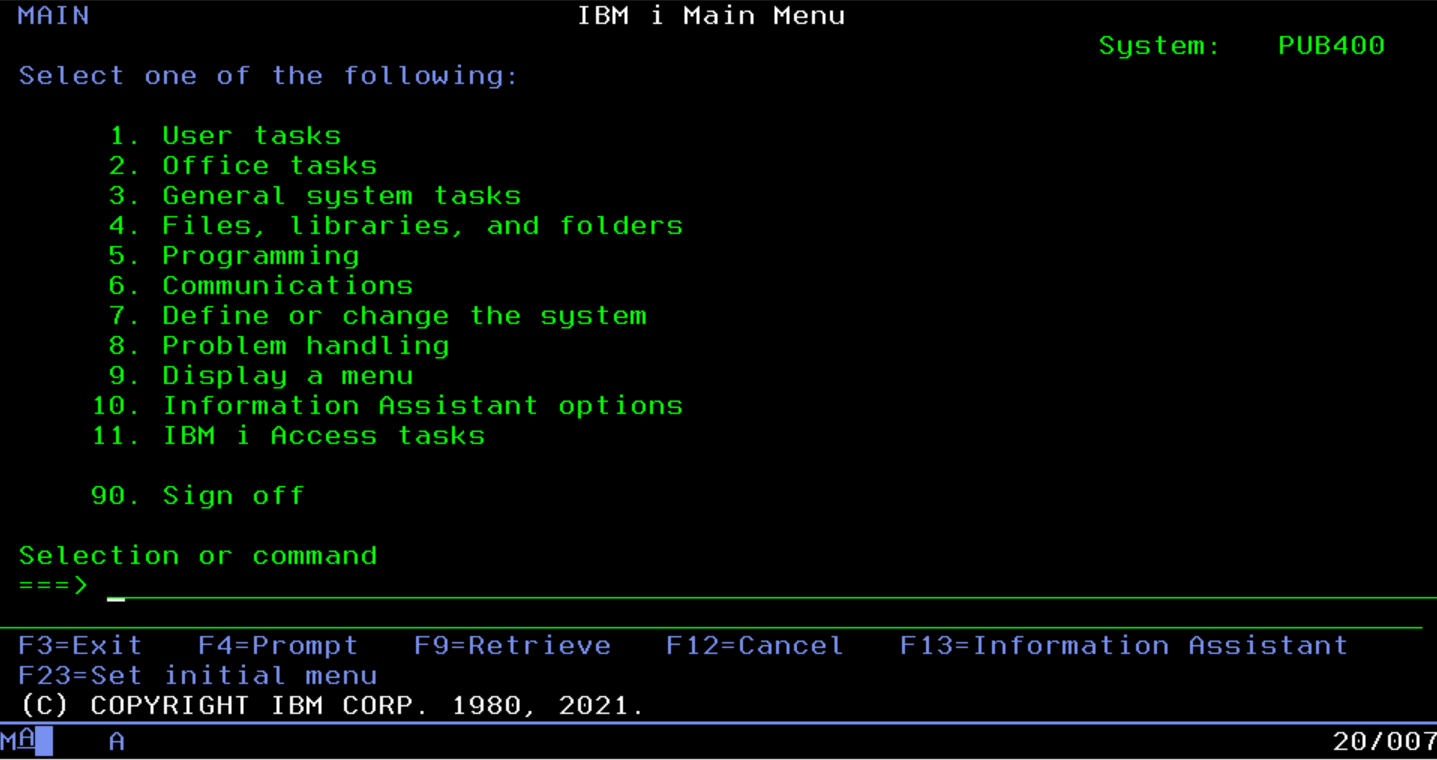 MAIN IBM i Main Menu
System: PUB400
Select one of the following:
1. User tasks
2. Office tasks
3. General system tasks
4. Files, libraries, and folders
5. Programming
6. Communications
7. Define or change the system
8. Problem handling
9. Display a menu
10. Information Assistant options
11. IBM i Access tasks
90. Sign off
Selection or command
===>
F3=Exit F4=Prompt F9=Retrieve F12=Cancel F13=Information Assistant
F23=Set initial menu
(C) COPYRIGHT IBM CORP. 1980, 2021.
MA A 20/007